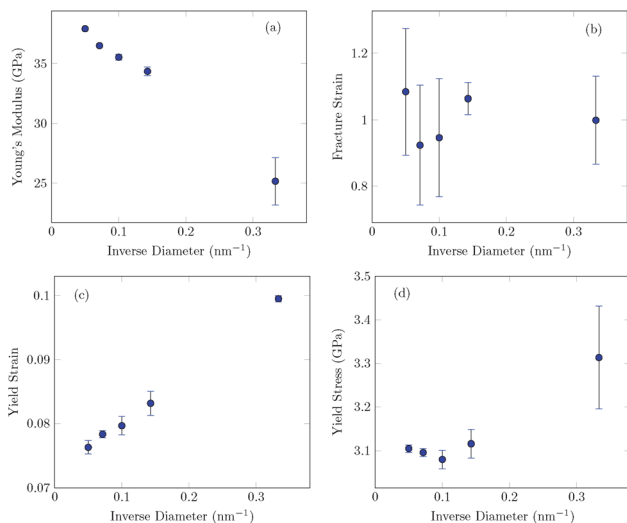 (a)
Young's Modulus (GPa)
35
30
25
0
0.1
0.2
0.3
Inverse Diameter (nm⁻¹)
(b)
Fracture Strain
1.2
1
0.8
0
0.1
0.2
0.3
Inverse Diameter (nm⁻¹)
(c)
Yield Strain
0.1
0.09
0.08
0.07
0
0.1
0.2
0.3
Inverse Diameter (nm⁻¹)
(d)
Yield Stress (GPa)
3.5
3.4
3.3
3.2
3.1
0
0.1
0.2
0.3
Inverse Diameter (nm⁻¹)